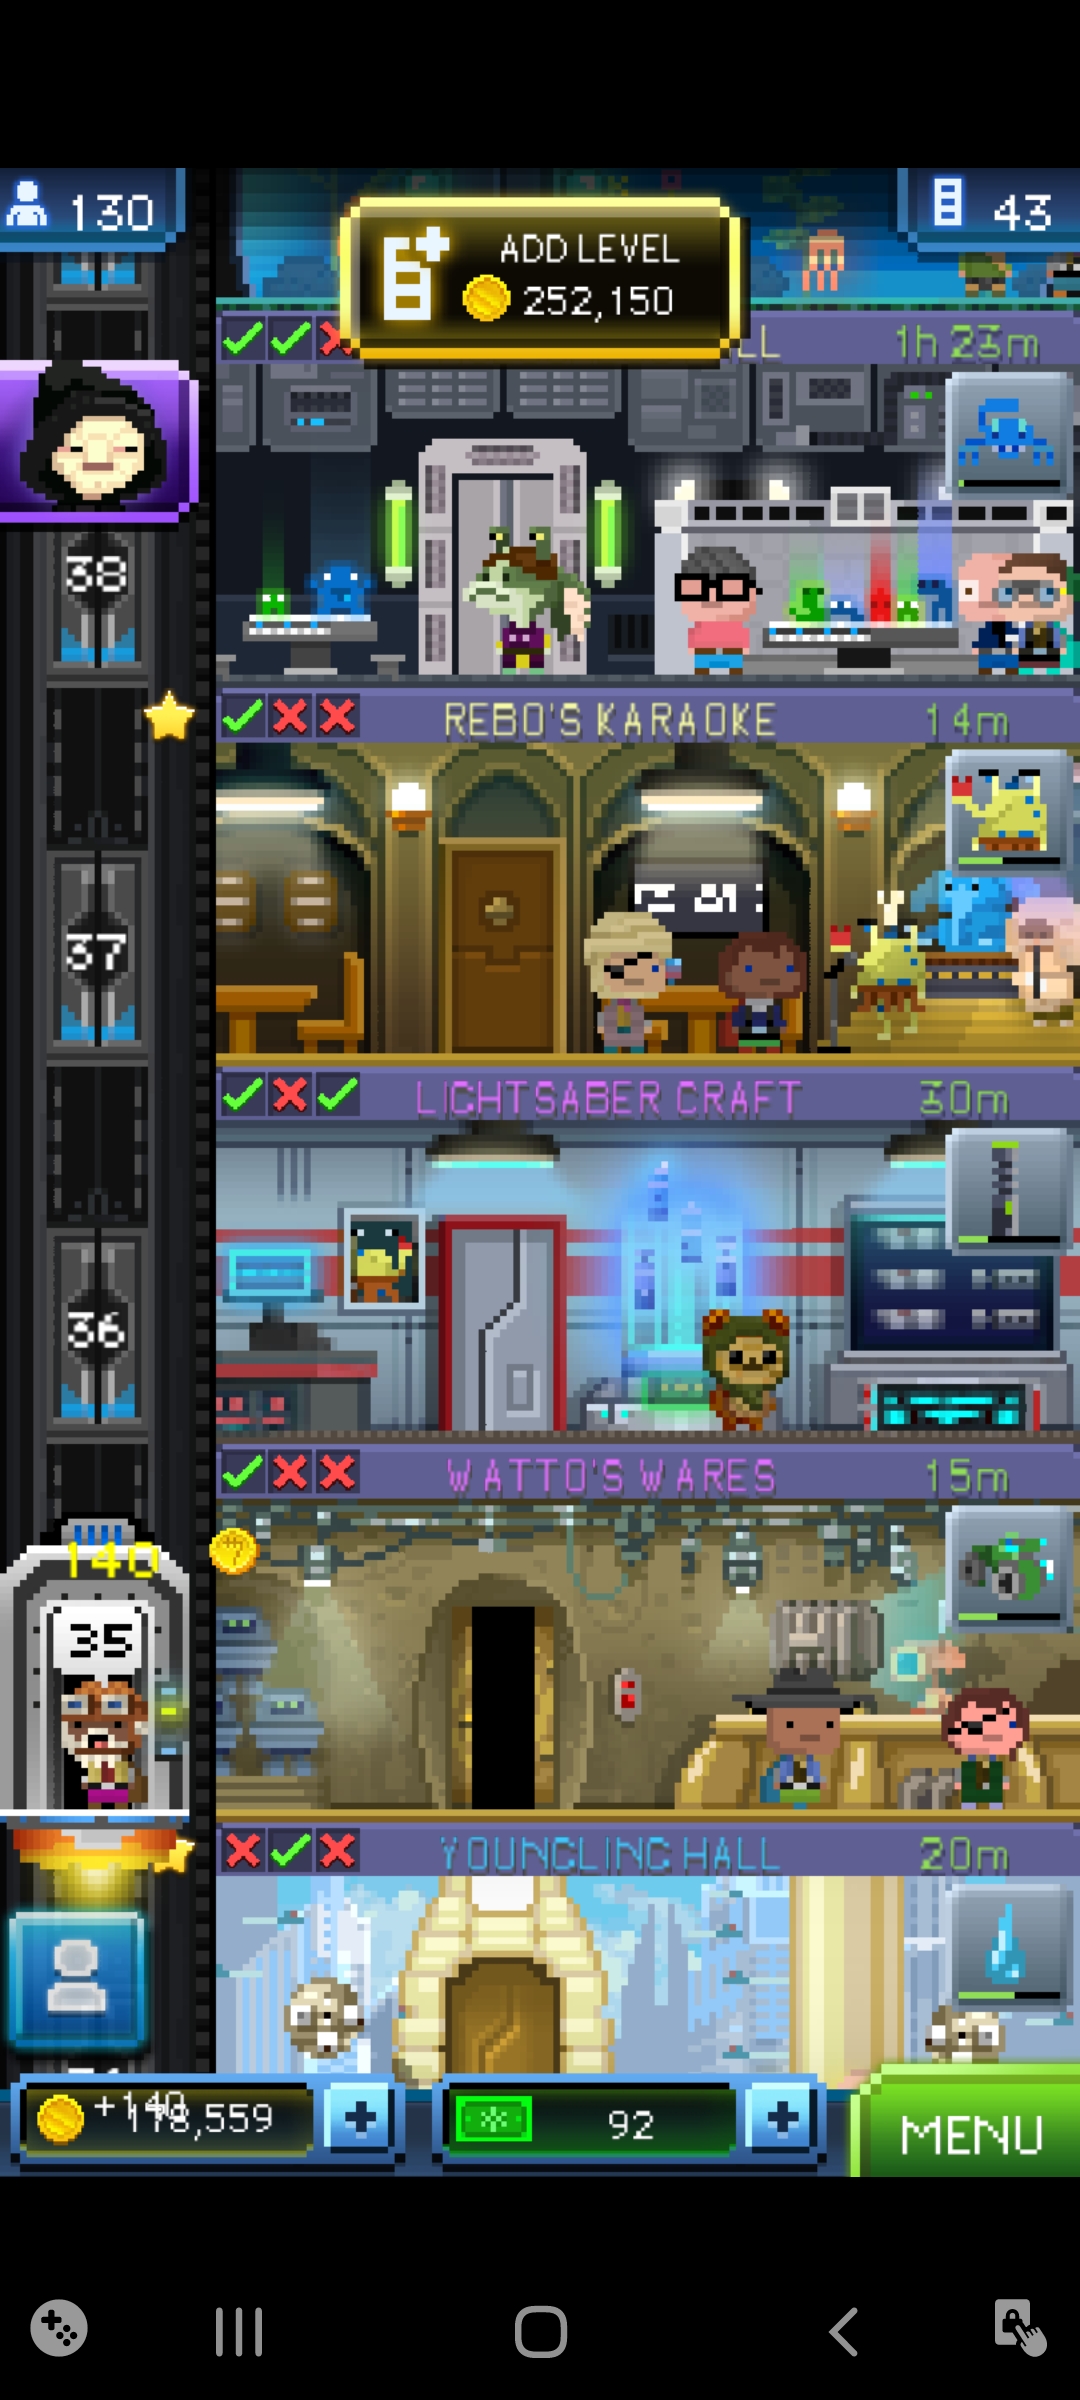 130
43
ADD LEVEL
252,150
LL
1h 23m
38
REBO'S KARAOKE
14m
37
LIGHTSABER CRAFT
30m
36
WATTO'S WARES
15m
140
35
YOUNGLING HALL
20m
+140
178,559
92
MENU